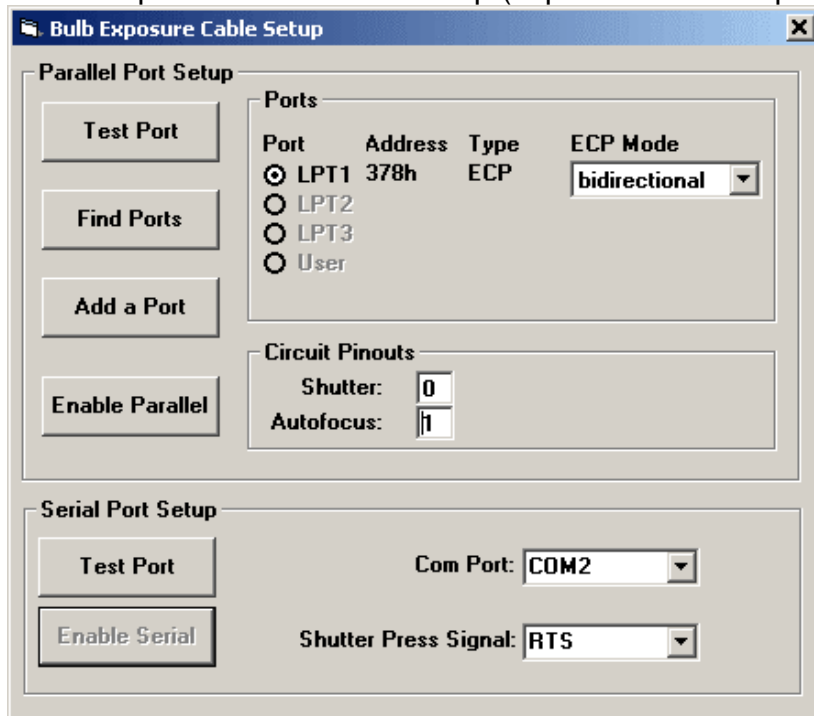 Bulb Exposure Cable Setup
Parallel Port Setup
Test Port
Find Ports
Add a Port
Enable Parallel
Ports
Port Address Type ECP Mode
LPT1 378h ECP bidirectional
LPT2
LPT3
User
Circuit Pinouts
Shutter: 0
Autofocus: 1
Serial Port Setup
Test Port
Com Port: COM2
Enable Serial
Shutter Press Signal: RTS